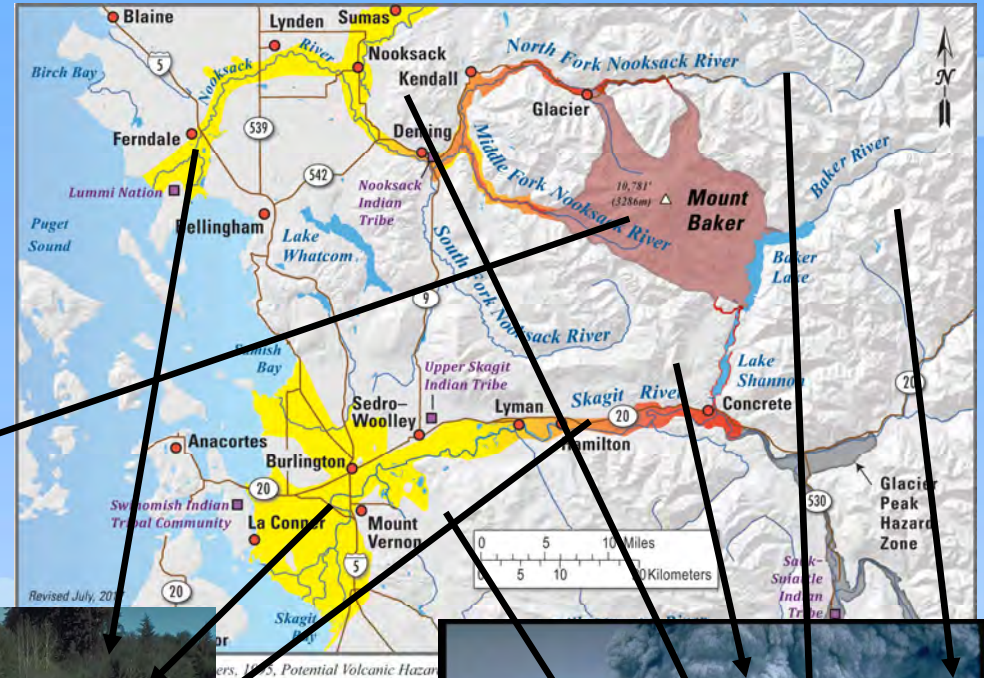 Blaine
Lynden
Sumas
5
Birch Bay
Nooksack
River
Nooksack
Kendall
North Fork Nooksack River
N
Glacier
Ferndale
539
Deming
542
Lummi Nation
Nooksack
Indian
Tribe
Middle Fork Nooksack River
10,781'
(3286m)
Mount
Baker
Baker River
Puget
Sound
Bellingham
Lake
Whatcom
South Fork Nooksack River
9
Baker
Lake
Samish
Bay
Upper Skagit
Indian Tribe
Lake
Shannon
20
Sedro-
Woolley
Lyman
Skagit River
20
Concrete
Hamilton
Anacortes
Burlington
20
Swinomish Indian
Tribal Community
La Conner
Mount
Vernon
5
530
Glacier
Peak
Hazard
Zone
0 5 10 Miles
0 5 10 20 Kilometers
Sauk-
Suiattle
Indian
Tribe
Revised July,
20
Skagit
Bay
Potential Volcanic Hazar